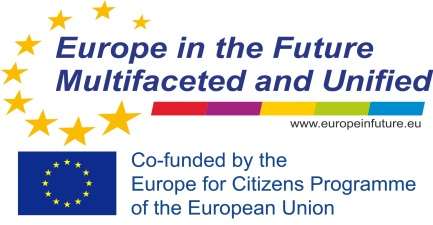 Europe in the Future
Multifaceted and Unified
www.europeinfuture.eu
Co-funded by the
Europe for Citizens Programme
of the European Union